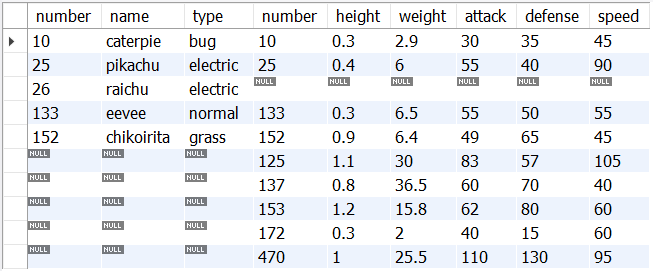 number name type number height weight attack defense speed
10 caterpie bug 10 0.3 2.9 30 35 45
25 pikachu electric 25 0.4 6 55 40 90
26 raichu electric NULL NULL NULL NULL NULL NULL
133 eevee normal 133 0.3 6.5 55 50 55
152 chikoirita grass 152 0.9 6.4 49 65 45
NULL NULL NULL 125 1.1 30 83 57 105
NULL NULL NULL 137 0.8 36.5 60 70 40
NULL NULL NULL 153 1.2 15.8 62 80 60
NULL NULL NULL 172 0.3 2 40 15 60
NULL NULL NULL 470 1 25.5 110 130 95